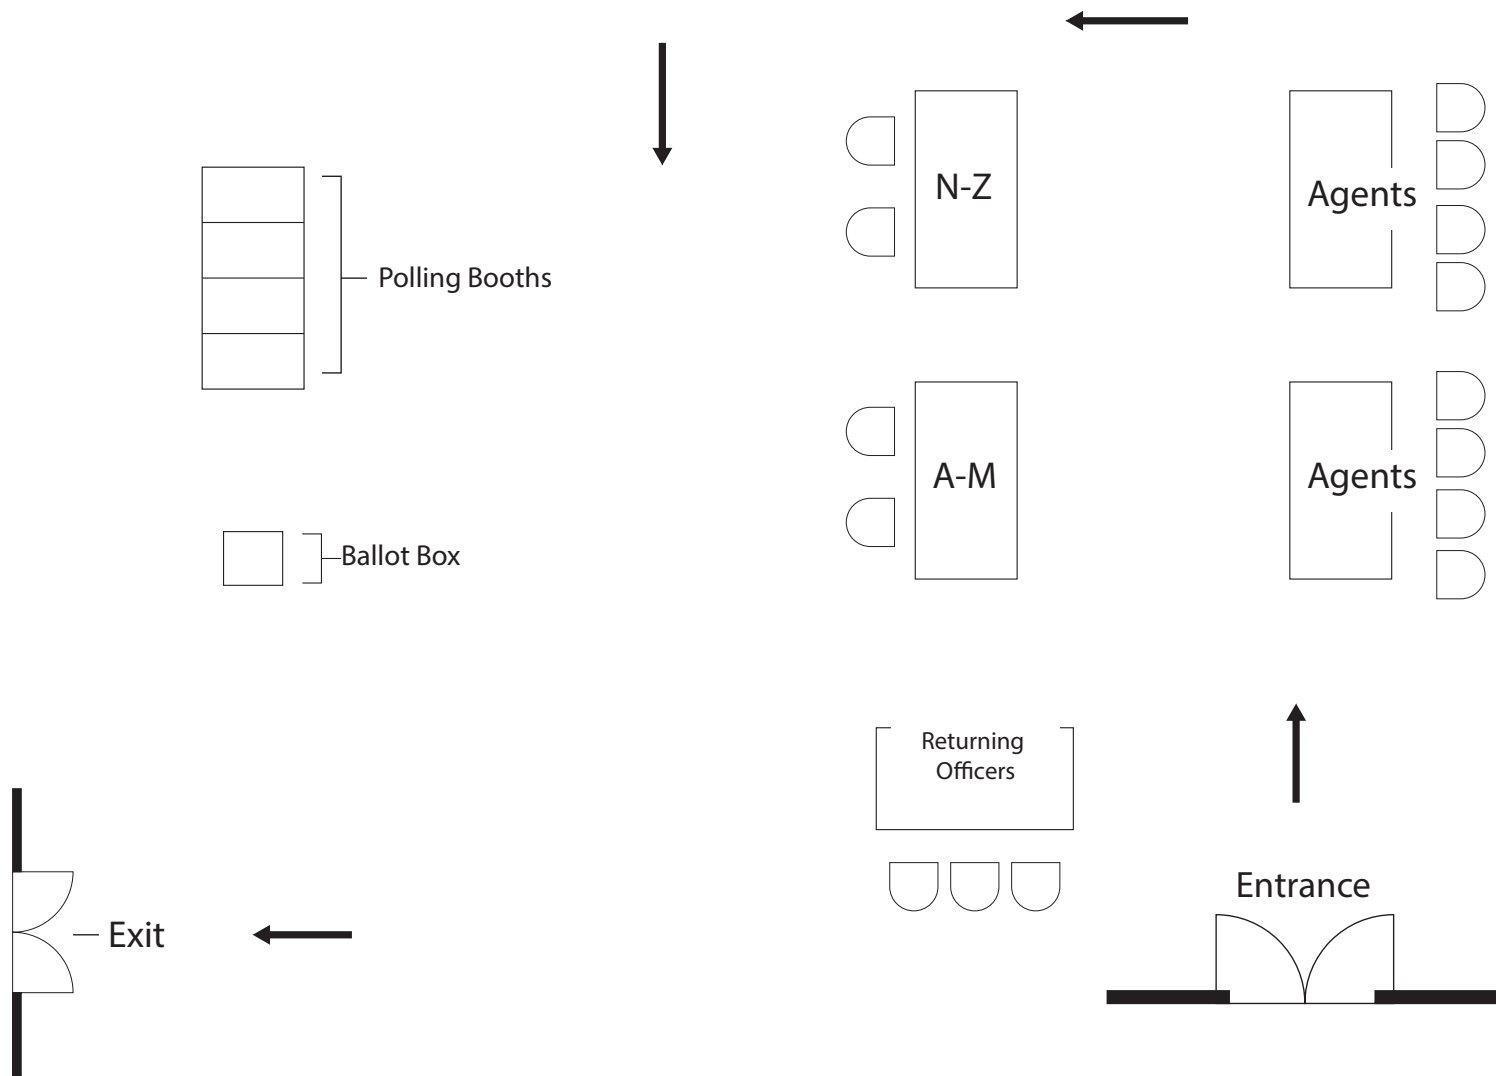 N-Z
Agents
Polling Booths
A-M
Agents
Ballot Box
Returning
Officers
Entrance
Exit